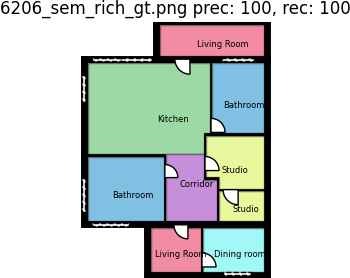 6206_sem_rich_gt.png prec: 100, rec: 100
Living Room
Bathroom
Kitchen
Studio
Corridor
Bathroom
Studio
Living Room
Dining room